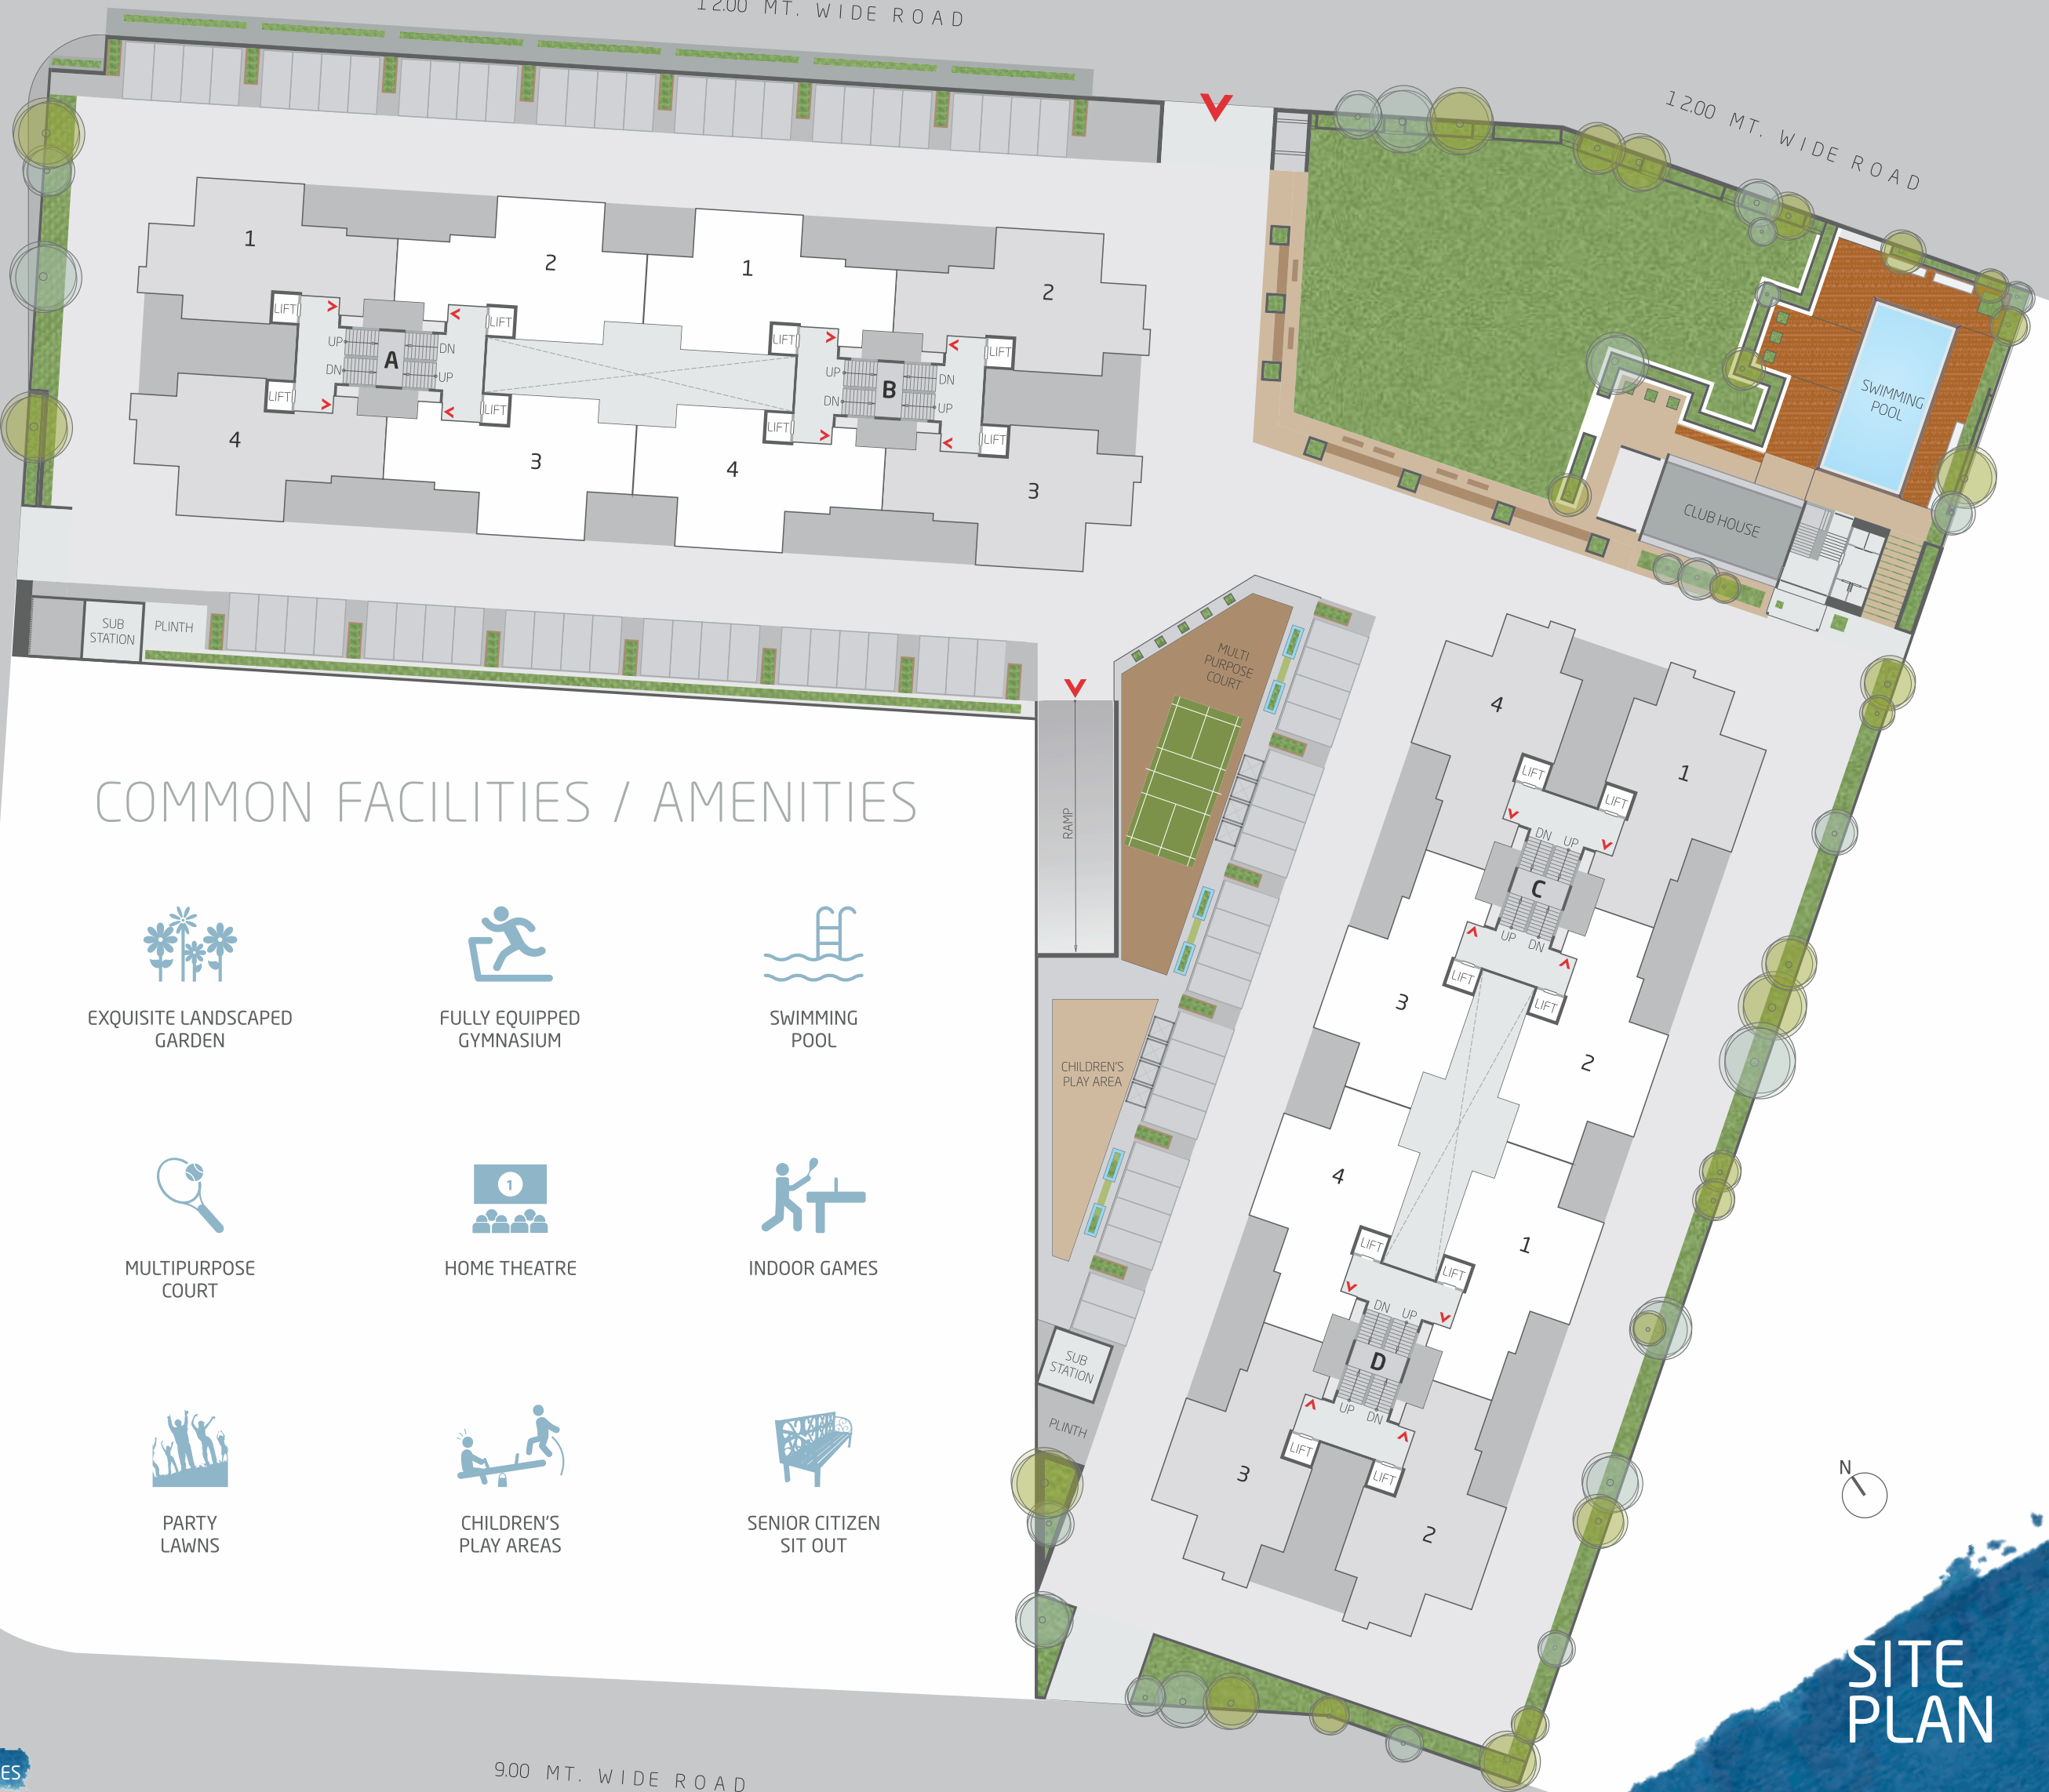 12.00 MT. WIDE ROAD
12.00 MT. WIDE ROAD
1
2
1
2
LIFT
LIFT
LIFT
LIFT
UP
DN
A
DN
UP
UP
DN
B
DN
UP
LIFT
LIFT
LIFT
LIFT
4
3
4
3
SWIMMING
POOL
CLUB HOUSE
SUB
STATION
PLINTH
MULTI
PURPOSE
COURT
RAMP
CHILDREN'S
PLAY AREA
SUB
STATION
PLINTH
4
1
LIFT
LIFT
DN
UP
C
UP
DN
LIFT
LIFT
3
2
4
1
LIFT
LIFT
DN
UP
D
UP
DN
LIFT
LIFT
3
2
COMMON FACILITIES / AMENITIES
EXQUISITE LANDSCAPED
GARDEN
FULLY EQUIPPED
GYMNASIUM
SWIMMING
POOL
MULTIPURPOSE
COURT
1
HOME THEATRE
INDOOR GAMES
PARTY
LAWNS
CHILDREN'S
PLAY AREAS
SENIOR CITIZEN
SIT OUT
N
SITE
PLAN
9.00 MT. WIDE ROAD
ES